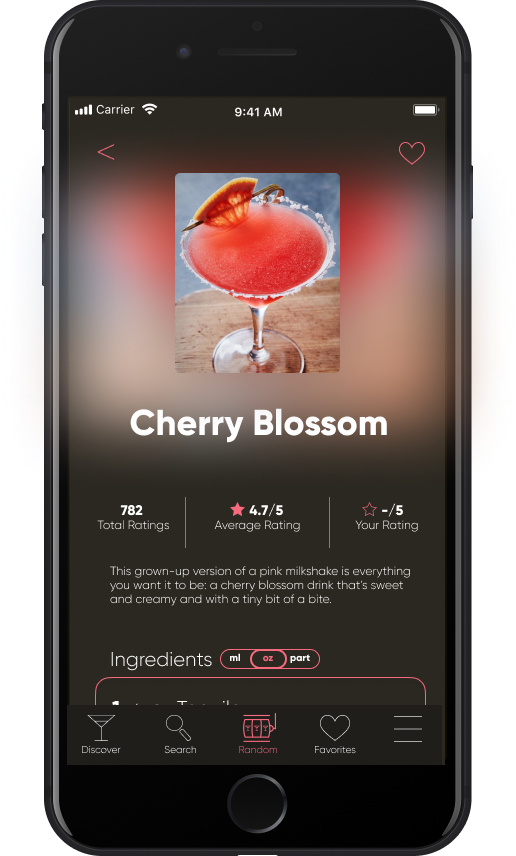 Carrier
9:41 AM
<
Cherry Blossom
782
Total Ratings
4.7/5
Average Rating
-/5
Your Rating
This grown-up version of a pink milkshake is everything
you want it to be: a cherry blossom drink that's sweet
and creamy and with a tiny bit of a bite.
Ingredients
ml oz part
Discover
Search
Random
Favorites